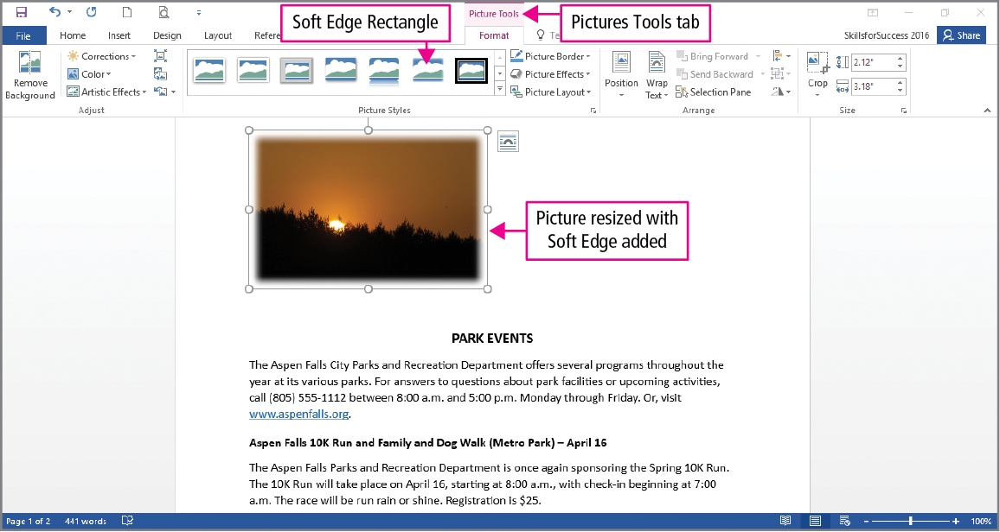 Picture Tools
Soft Edge Rectangle
Pictures Tools tab
File
Home
Insert
Design
Layout
Refere
Format
Te
SkillsForSuccess 2016
Share
Remove
Background
Corrections
Color
Artistic Effects
Adjust
Picture Styles
Picture Border
Picture Effects
Picture Layout
Position
Wrap
Text
Bring Forward
Send Backward
Selection Pane
Arrange
Crop
2.12"
3.18"
Size
Picture resized with
Soft Edge added
PARK EVENTS
The Aspen Falls City Parks and Recreation Department offers several programs throughout the
year at its various parks. For answers to questions about park facilities or upcoming activities,
call (805) 555-1112 between 8:00 a.m. and 5:00 p.m. Monday through Friday. Or, visit
www.aspenfalls.org.
Aspen Falls 10K Run and Family and Dog Walk (Metro Park) – April 16
The Aspen Falls Parks and Recreation Department is once again sponsoring the Spring 10K Run.
The 10K Run will take place on April 16, starting at 8:00 a.m., with check-in beginning at 7:00
a.m. The race will be run rain or shine. Registration is $25.
Page 1 of 2
441 words
100%